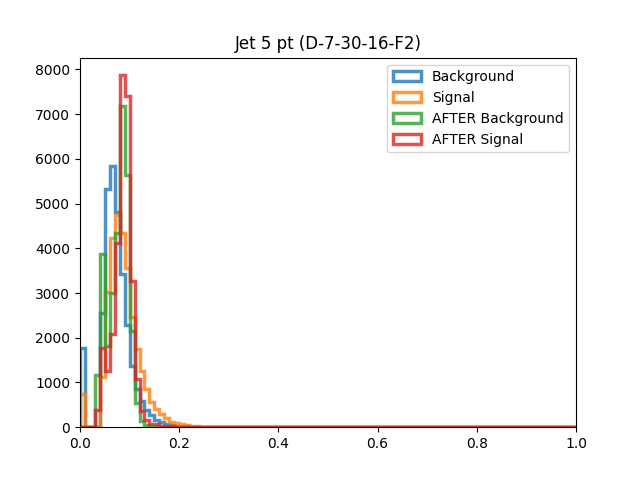 Jet 5 pt (D-7-30-16-F2)
8000
7000
6000
5000
4000
3000
2000
1000
0
Background
Signal
AFTER Background
AFTER Signal
0.0 0.2 0.4 0.6 0.8 1.0